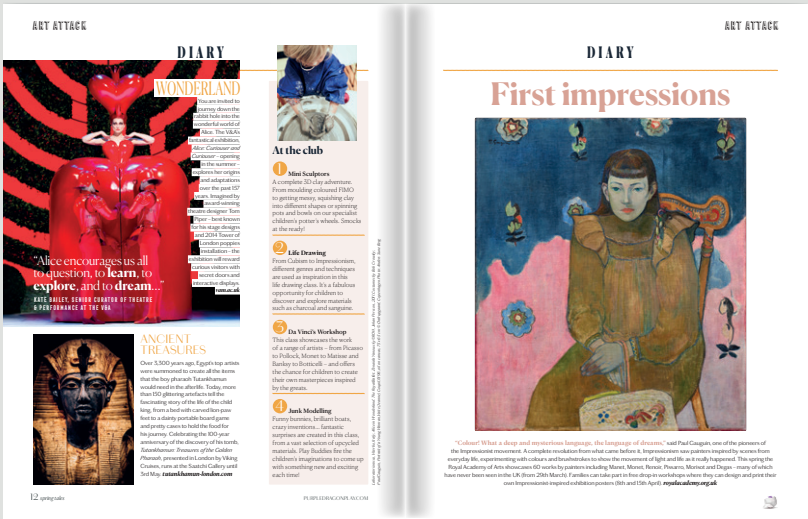 ART ATTACK
DIARY
WONDERLAND
You are invited to
journey down the
rabbit hole into the
wonderful world of
Alice. The V&A's
fantastical exhibition,
Alice: Curiouser and
Curiouser – opening
in the summer –
explores her origins
and adaptations
over the past 157
years. Imagined by
award-winning
theatre designer Tom
Piper – best known
for his stage designs
and 2014 Tower of
London poppies
installation – the
exhibition will reward
curious visitors with
secret doors and
interactive displays.
vam.ac.uk
“Alice encourages us all
to question, to learn, to
explore, and to dream…”
KATE BAILEY, SENIOR CURATOR OF THEATRE
& PERFORMANCE AT THE V&A
ANCIENT
TREASURES
Over 3,300 years ago, Egypt's top artists
were summoned to create all the items
that the boy pharaoh Tutankhamun
would need in the afterlife. Today, more
than 150 glittering artefacts tell the
fascinating story of the life of the child
king, from a bed with carved lion-paw
feet to a dainty portable board game
and pretty cases to hold the food for
his journey. Celebrating the 100-year
anniversary of the discovery of his tomb,
Tutankhamun: Treasures of the Golden
Pharaoh, presented in London by Viking
Cruises, runs at the Saatchi Gallery until
3rd May. tutankhamun-london.com
At the club
1 Mini Sculptors
A complete 3D clay adventure.
From moulding coloured FIMO
to getting messy, squishing clay
into different shapes or spinning
pots and bowls on our specialist
children's potter's wheels. Smocks
at the ready!
2 Life Drawing
From Cubism to Impressionism,
different genres and techniques
are used as inspiration in this
life drawing class. It's a fabulous
opportunity for children to
discover and explore materials
such as charcoal and sanguine.
3 Da Vinci's Workshop
This class showcases the work
of a range of artists – from Picasso
to Pollock, Monet to Matisse and
Banksy to Botticelli – and offers
the chance for children to create
their own masterpieces inspired
by the greats.
4 Junk Modelling
Funny bunnies, brilliant boats,
crazy inventions... fantastic
surprises are created in this class,
from a vast selection of upcycled
materials. Play Buddies fire the
children's imaginations to come up
with something new and exciting
each time!
12 spring tales
PURPLEDRAGONPLAY.COM
ART ATTACK
DIARY
First impressions
“Colour! What a deep and mysterious language, the language of dreams,” said Paul Gauguin, one of the pioneers of
the Impressionist movement. A complete revolution from what came before it, Impressionism saw painters inspired by scenes from
everyday life, experimenting with colours and brushstrokes to show the movement of light and life as it really happened. This spring the
Royal Academy of Arts showcases 60 works by painters including Manet, Monet, Renoir, Pissarro, Morisot and Degas – many of which
have never been seen in the UK (from 29th March). Families can take part in free drop-in workshops where they can design and print their
own Impressionist-inspired exhibition posters (8th and 15th April). royalacademy.org.uk